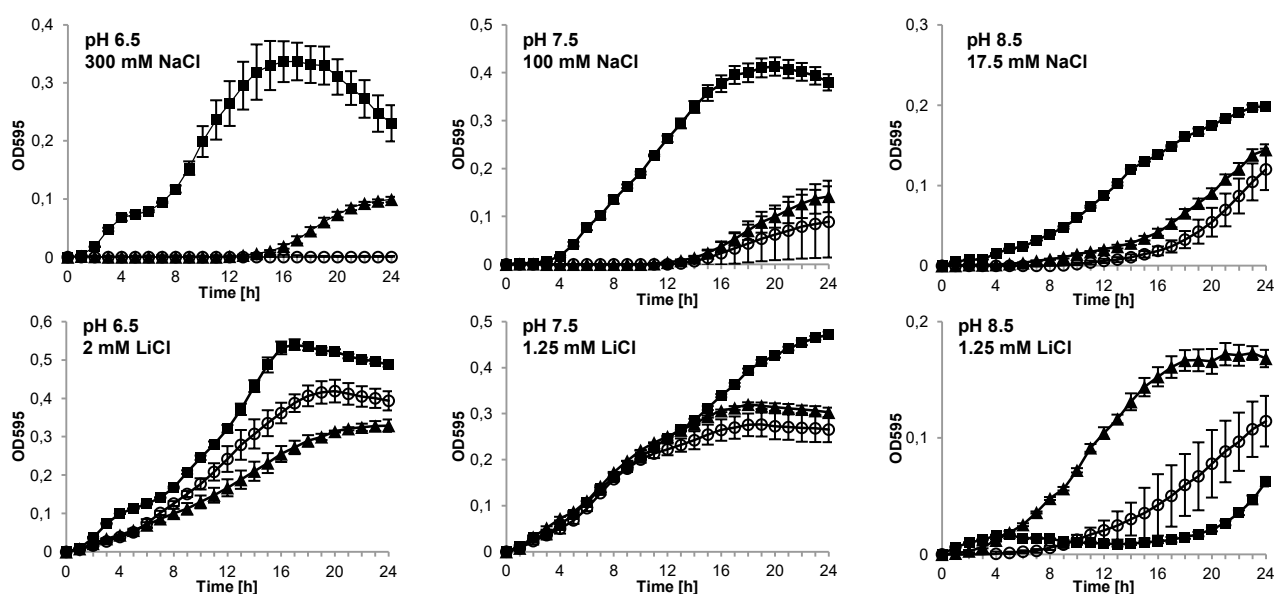 0,4
0,3
0,2
0,1
0
OD595
pH 6.5
300 mM NaCl
0 4 8 12 16 20 24
Time [h]
0,5
0,4
0,3
0,2
0,1
0
OD595
pH 7.5
100 mM NaCl
0 4 8 12 16 20 24
Time [h]
0,3
0,2
0,1
0
OD595
pH 8.5
17.5 mM NaCl
0 4 8 12 16 20 24
Time [h]
0,6
0,5
0,4
0,3
0,2
0,1
0
OD595
pH 6.5
2 mM LiCl
0 4 8 12 16 20 24
Time [h]
0,5
0,4
0,3
0,2
0,1
0
OD595
pH 7.5
1.25 mM LiCl
0 4 8 12 16 20 24
Time [h]
0,2
0,1
0
OD595
pH 8.5
1.25 mM LiCl
0 4 8 12 16 20 24
Time [h]